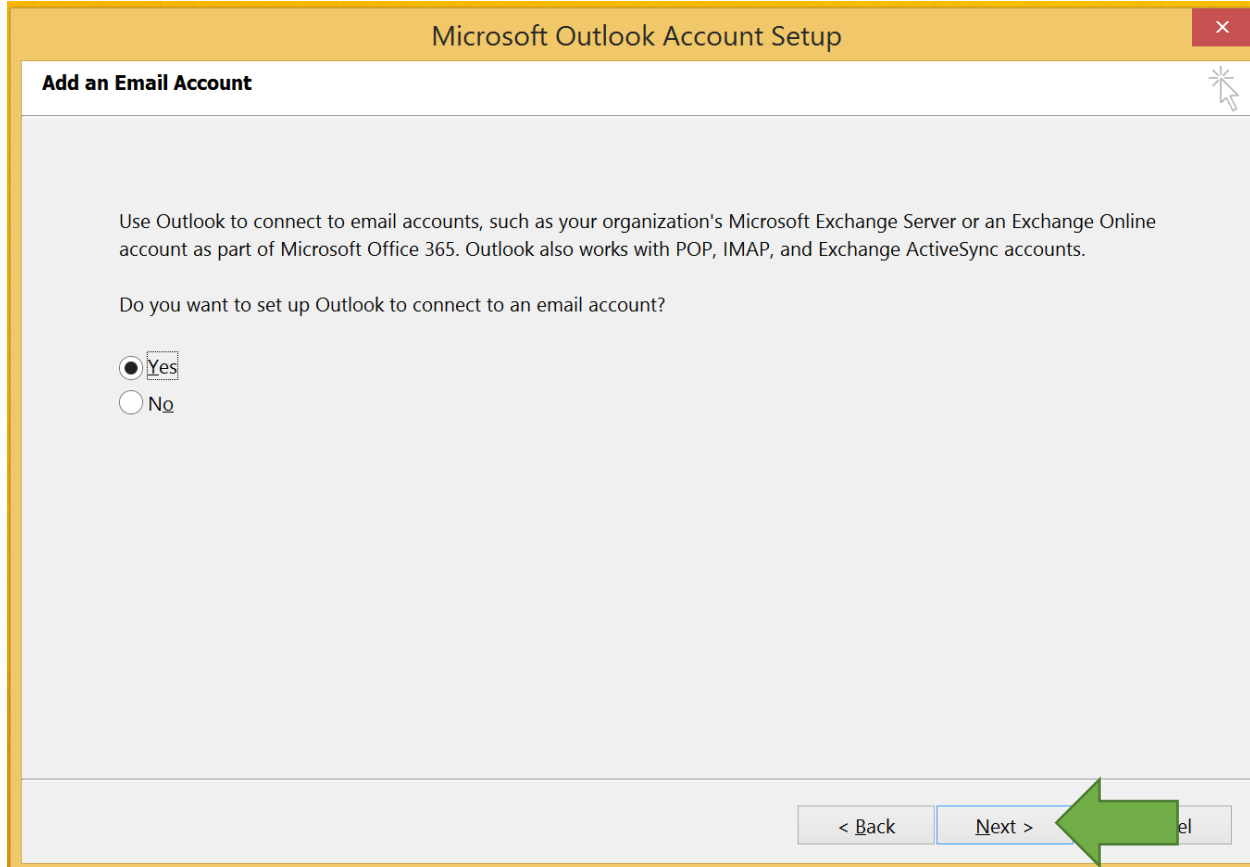 Microsoft Outlook Account Setup
Add an Email Account
Use Outlook to connect to email accounts, such as your organization's Microsoft Exchange Server or an Exchange Online
account as part of Microsoft Office 365. Outlook also works with POP, IMAP, and Exchange ActiveSync accounts.
Do you want to set up Outlook to connect to an email account?
Yes
No
< Back Next > el